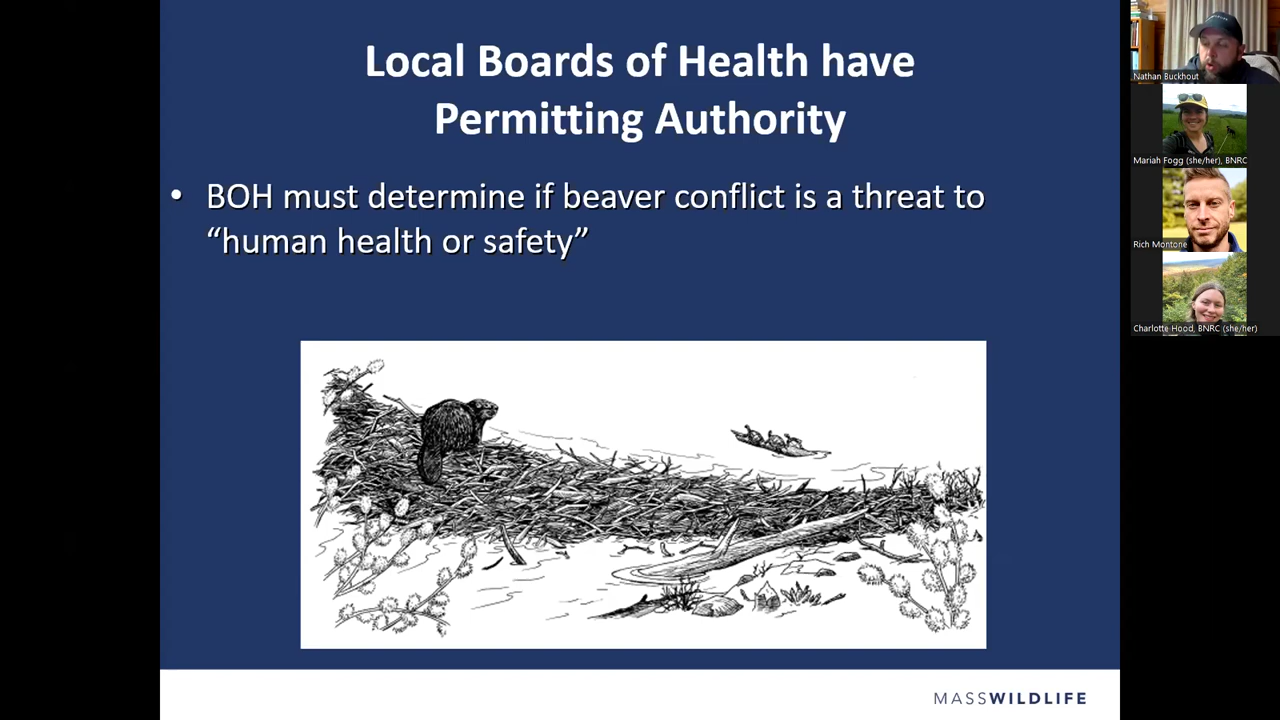 Local Boards of Health have
Permitting Authority
• BOH must determine if beaver conflict is a threat to
“human health or safety”
MASSWILDLIFE
Nathan Buckhout
Mariah Fogg (she/her), BNRC
Rich Montone
Charlotte Hood, BNRC (she/her)